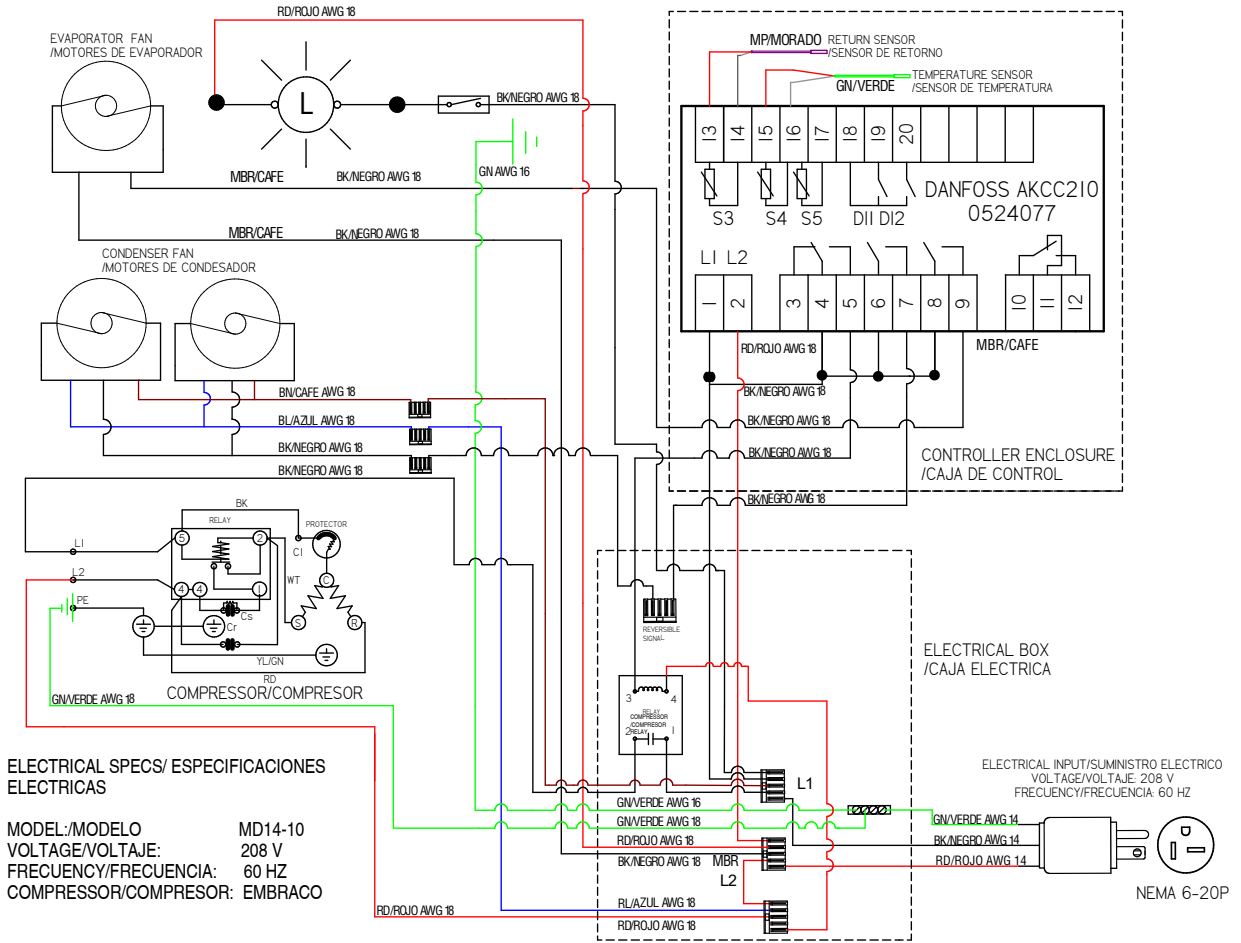 RD/ROJO AWG 18
EVAPORATOR FAN
/MOTORES DE EVAPORADOR
L
BK/NEGRO AWG 18
MP/MORADO
RETURN SENSOR
/SENSOR DE RETORNO
TEMPERATURE SENSOR
/SENSOR DE TEMPERATURA
GN/VERDE
13
14
15
16
17
18
19
20
S3
S4
S5
DI1 DI2
DANFOSS AKCC210
0524077
L1
L2
1
2
3
4
5
6
7
8
9
10
11
12
GN AWG 16
MBR/CAFE
BK/NEGRO AWG 18
MBR/CAFE
BK/NEGRO AWG 18
CONDENSER FAN
/MOTORES DE CONDESADOR
RD/ROJO AWG 18
MBR/CAFE
BK/NEGRO AWG 18
BK/NEGRO AWG 18
BK/NEGRO AWG 18
BK/NEGRO AWG 18
CONTROLLER ENCLOSURE
/CAJA DE CONTROL
BN/CAFE AWG 18
BL/AZUL AWG 18
BK/NEGRO AWG 18
BK/NEGRO AWG 18
BK
RELAY
PROTECTOR
5
2
C1
L1
L2
PE
4
4
1
WT
C
S
R
Cs
Cr
YL/GN
RD
COMPRESSOR/COMPRESOR
GN/VERDE AWG 18
REVERSIBLE
SIGNAL
ELECTRICAL BOX
/CAJA ELECTRICA
3
4
RELAY
COMPRESSOR
/COMPRESOR
RELAY
2
1
L1
GN/VERDE AWG 16
GN/VERDE AWG 18
RD/ROJO AWG 18
BK/NEGRO AWG 18
MBR
L2
RL/AZUL AWG 18
RD/ROJO AWG 18
RD/ROJO AWG 18
ELECTRICAL INPUT/SUMINISTRO ELECTRICO
VOLTAGE/VOLTAJE: 208 V
FRECUENCY/FRECUENCIA: 60 HZ
GN/VERDE AWG 14
BK/NEGRO AWG 14
RD/ROJO AWG 14
NEMA 6-20P
ELECTRICAL SPECS/ ESPECIFICACIONES
ELECTRICAS
MODEL:/MODELO MD14-10
VOLTAGE/VOLTAJE: 208 V
FRECUENCY/FRECUENCIA: 60 HZ
COMPRESSOR/COMPRESOR: EMBRACO